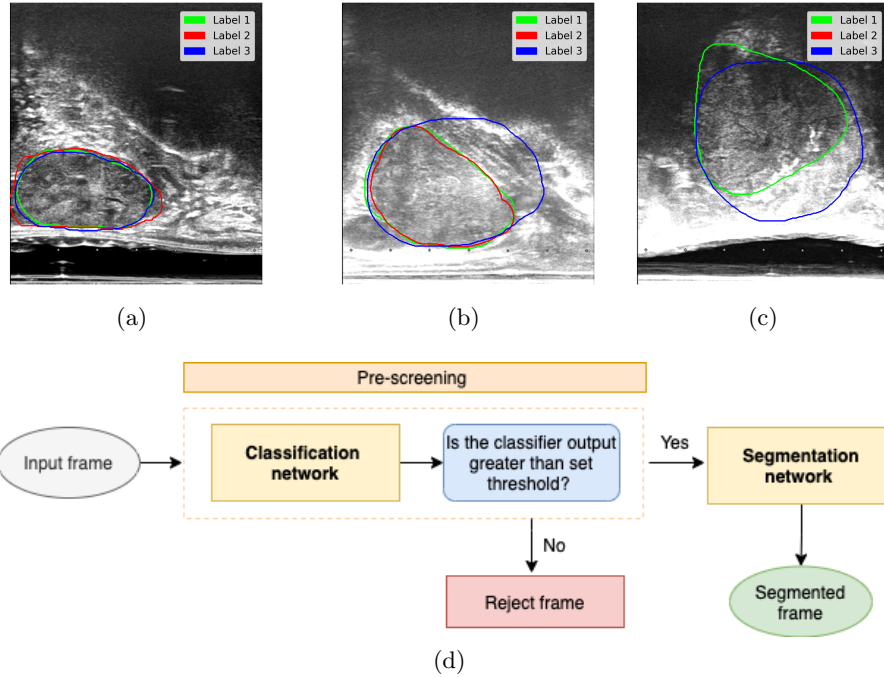 Label 1
Label 2
Label 3
Label 1
Label 2
Label 3
Label 1
Label 2
Label 3
(a)
(b)
(c)
Pre-screening
Input frame
Classification
network
Is the classifier output
greater than set
threshold?
Yes
Segmentation
network
No
Reject frame
Segmented
frame
(d)